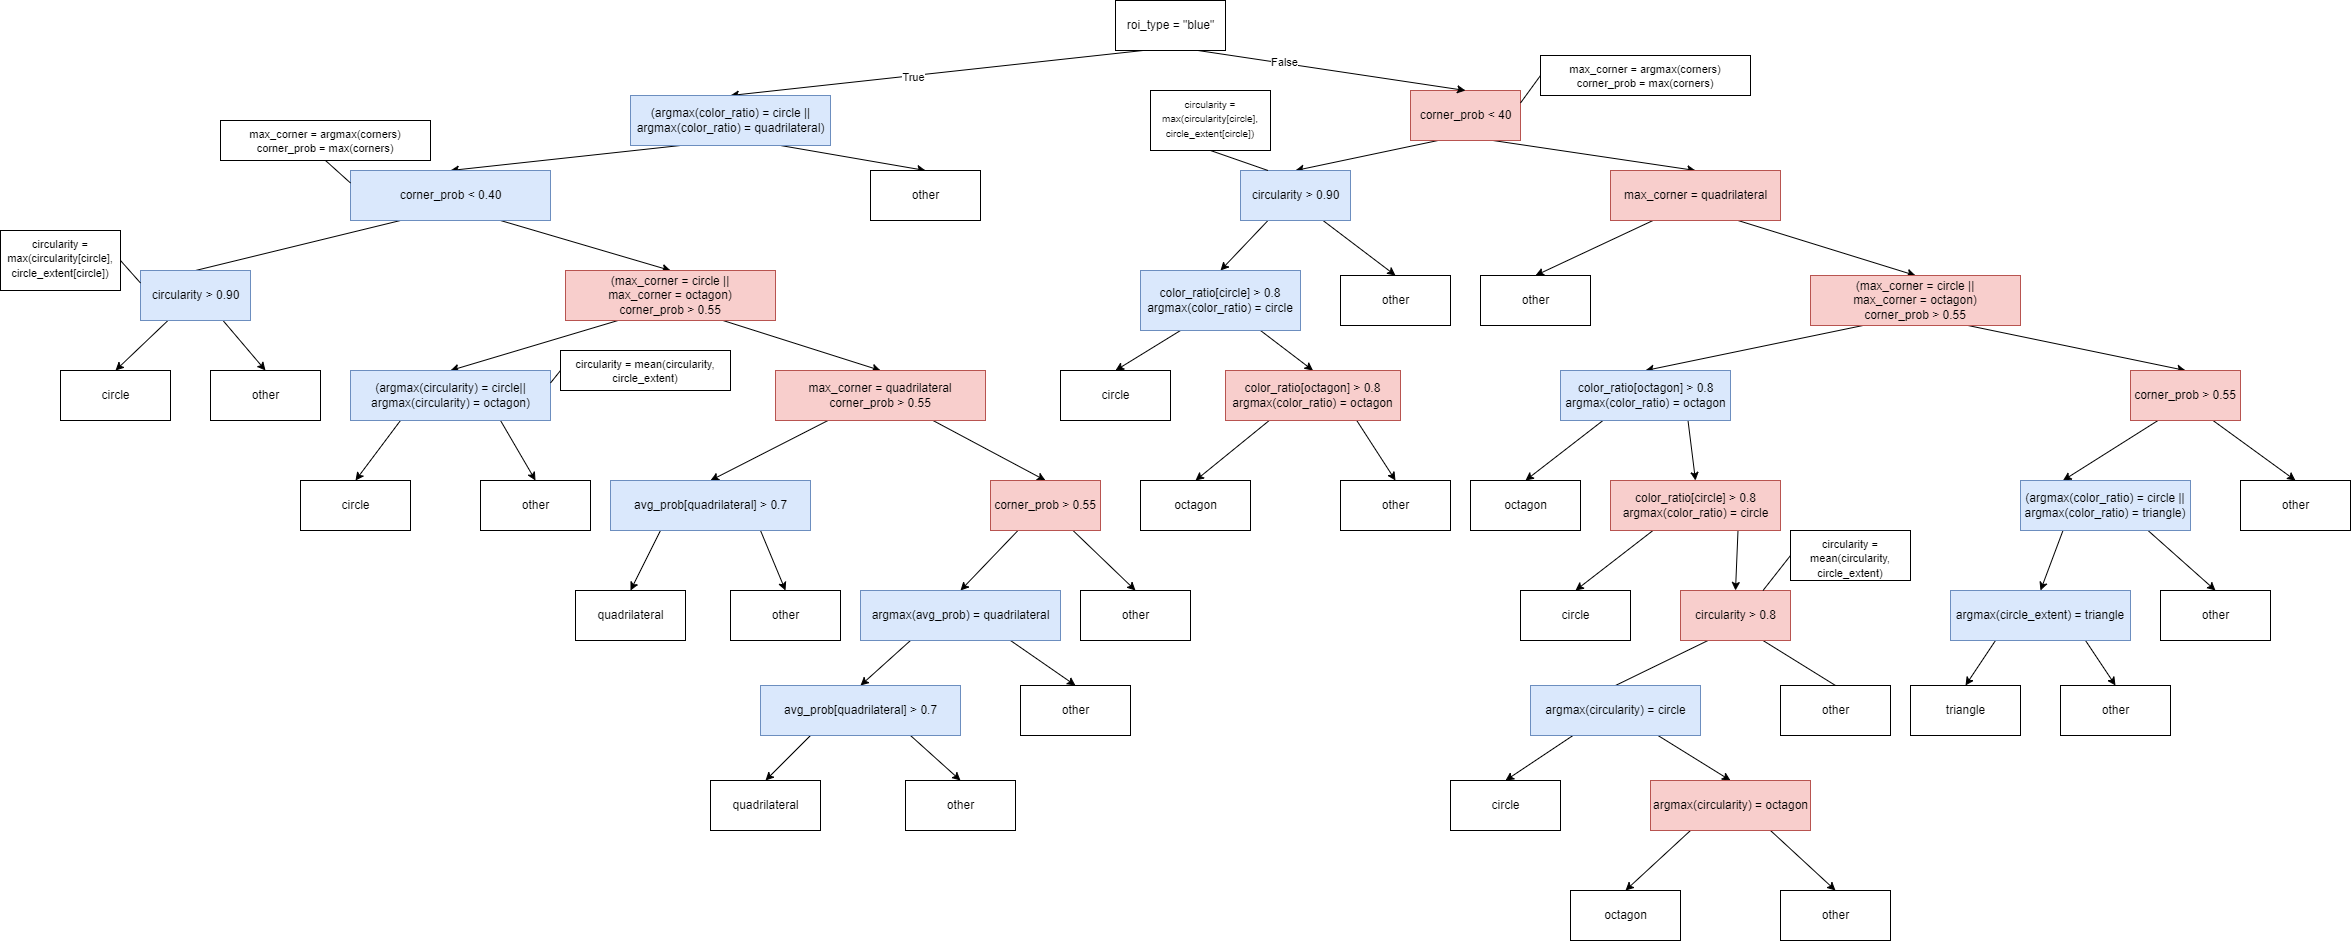 roi_type = "blue"
True
False
max_corner = argmax(corners)
corner_prob = max(corners)
(argmax(color_ratio) = circle ||
argmax(color_ratio) = quadrilateral)
circularity =
max(circularity[circle],
circle_extent[circle])
corner_prob < 40
max_corner = argmax(corners)
corner_prob = max(corners)
corner_prob < 0.40
other
circularity > 0.90
max_corner = quadrilateral
circularity =
max(circularity[circle],
circle_extent[circle])
circularity > 0.90
(max_corner = circle ||
max_corner = octagon)
corner_prob > 0.55
color_ratio[circle] > 0.8
argmax(color_ratio) = circle
other
other
(max_corner = circle ||
max_corner = octagon)
corner_prob > 0.55
circle
other
(argmax(circularity) = circle||
argmax(circularity) = octagon)
circularity = mean(circularity,
circle_extent)
max_corner = quadrilateral
corner_prob > 0.55
circle
color_ratio[octagon] > 0.8
argmax(color_ratio) = octagon
color_ratio[octagon] > 0.8
argmax(color_ratio) = octagon
corner_prob > 0.55
circle
other
avg_prob[quadrilateral] > 0.7
corner_prob > 0.55
octagon
other
octagon
color_ratio[circle] > 0.8
argmax(color_ratio) = circle
(argmax(color_ratio) = circle ||
argmax(color_ratio) = triangle)
other
circularity =
mean(circularity,
circle_extent)
quadrilateral
other
argmax(avg_prob) = quadrilateral
other
circle
circularity > 0.8
argmax(circle_extent) = triangle
other
avg_prob[quadrilateral] > 0.7
other
argmax(circularity) = circle
other
triangle
other
quadrilateral
other
circle
argmax(circularity) = octagon
octagon
other